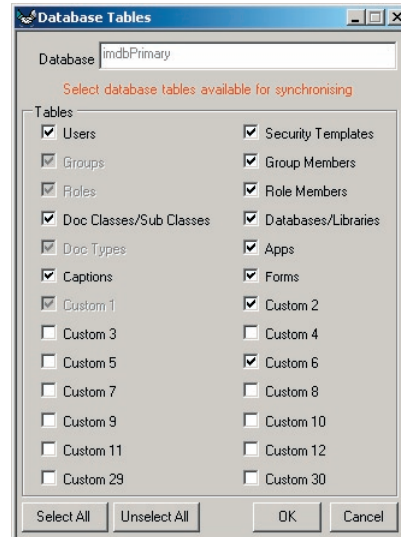 Database Tables
Database imdbPrimary
Select database tables available for synchronising
Tables
Users Security Templates
Groups Group Members
Roles Role Members
Doc Classes/Sub Classes Databases/Libraries
Doc Types Apps
Captions Forms
Custom 1 Custom 2
Custom 3 Custom 4
Custom 5 Custom 6
Custom 7 Custom 8
Custom 9 Custom 10
Custom 11 Custom 12
Custom 29 Custom 30
Select All Unselect All OK Cancel